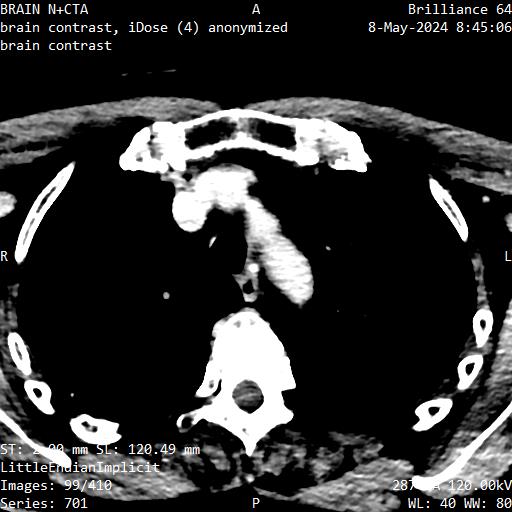 BRAIN N+CTA
A
Brilliance 64
brain contrast, iDose (4) anonymized
8-May-2024 8:45:06
brain contrast
R
L
ST: 2.00 mm SL: 120.49 mm
LittleEndianImplicit
Images: 99/410
120.00kV
Series: 701
P
WL: 40 WW: 80